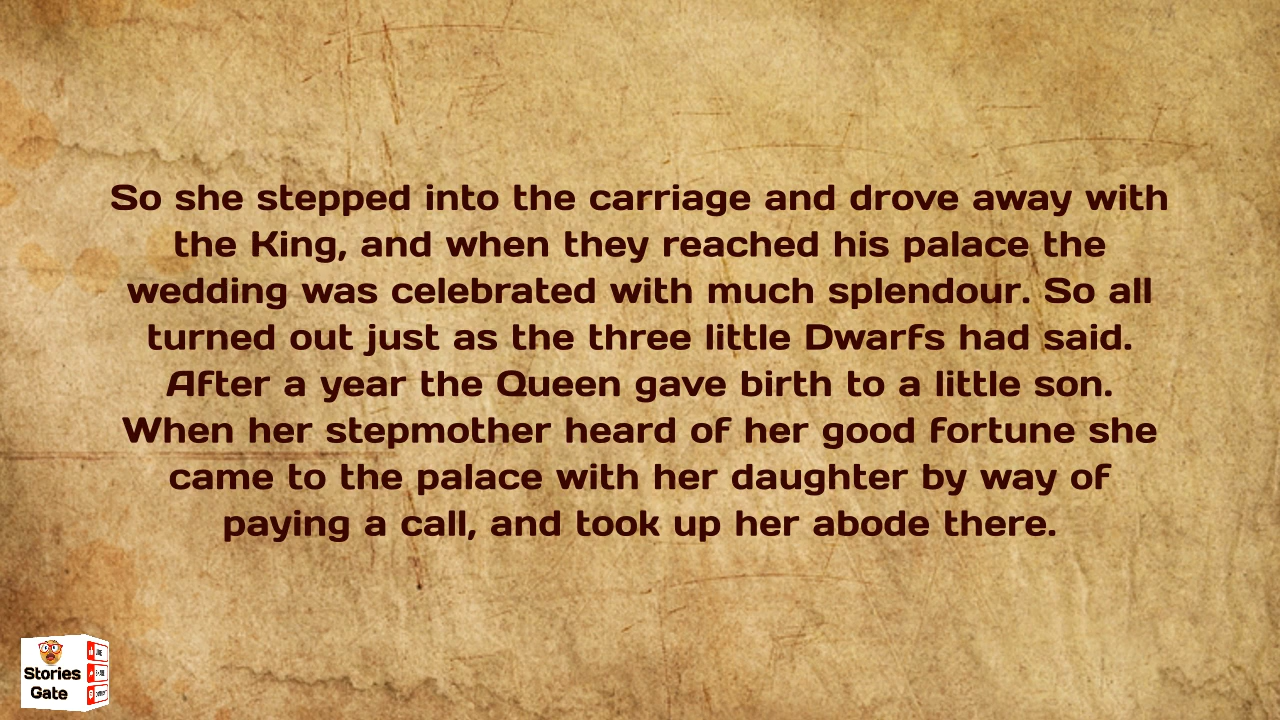 So she stepped into the carriage and drove away with
the King, and when they reached his palace the
wedding was celebrated with much splendour. So all
turned out just as the three little Dwarfs had said.
After a year the Queen gave birth to a little son.
When her stepmother heard of her good fortune she
came to the palace with her daughter by way of
paying a call, and took up her abode there.
Stories
Gate